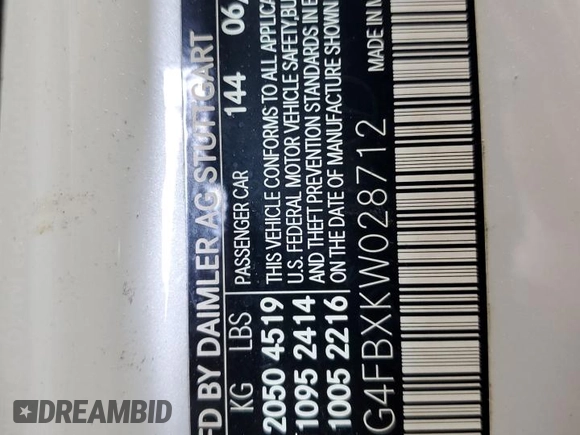 FD BY DAIMLER AG STUTTGART
KG LBS PASSENGER CAR 144 06
2050 4519 THIS VEHICLE CONFORMS TO ALL APPLICA
1095 2414 U.S. FEDERAL MOTOR VEHICLE SAFETY, BU
1005 2216 AND THEFT PREVENTION STANDARDS IN E
ON THE DATE OF MANUFACTURE SHOWN
G4FBXKW028712 MADE IN
DREAMBID